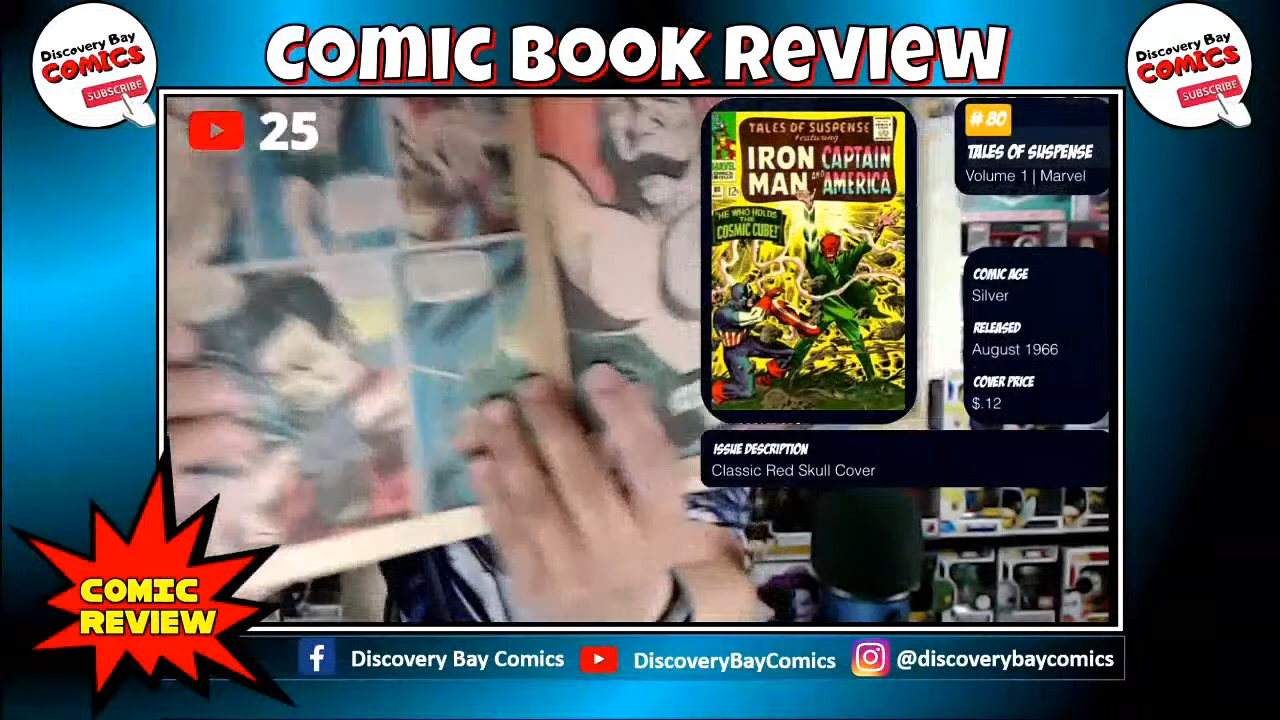 Discovery Bay
COMICS
SUBSCRIBE
COMIC BOOK REVIEW
Discovery Bay
COMICS
SUBSCRIBE
25
TALES OF SUSPENSE
Featuring
IRON MAN AND CAPTAIN AMERICA
"HE WHO HOLDS
THE
COSMIC CUBE!"
# 80
TALES OF SUSPENSE
Volume 1 | Marvel
COMIC AGE
Silver
RELEASED
August 1966
COVER PRICE
$.12
ISSUE DESCRIPTION
Classic Red Skull Cover
COMIC
REVIEW
Discovery Bay Comics
DiscoveryBayComics
@discoverybaycomics